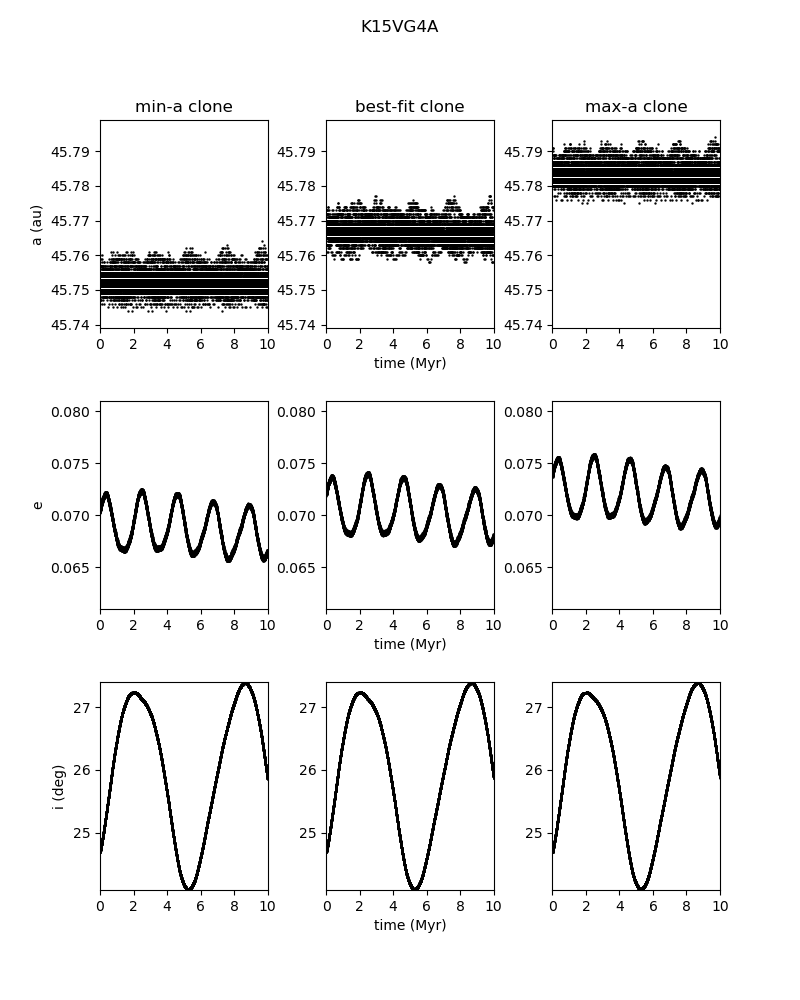 K15VG4A
min-a clone best-fit clone max-a clone
45.79 45.79 45.79
45.78 45.78 45.78
45.77 45.77 45.77
a (au)
45.76 45.76 45.76
45.75 45.75 45.75
45.74 45.74 45.74
0 2 4 6 8 10 0 2 4 6 8 10 0 2 4 6 8 10
time (Myr)
0.080 0.080 0.080
0.075 0.075 0.075
e
0.070 0.070 0.070
0.065 0.065 0.065
0 2 4 6 8 10 0 2 4 6 8 10 0 2 4 6 8 10
time (Myr)
27 27 27
26 26 26
i (deg)
25 25 25
0 2 4 6 8 10 0 2 4 6 8 10 0 2 4 6 8 10
time (Myr)